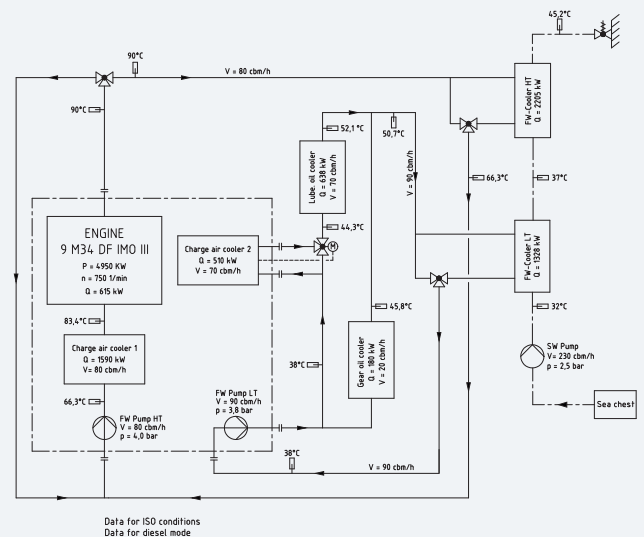 45,2°C
90°C
V = 80 cbm/h
FW-Cooler HT
Q = 2205 kW
90°C
52,1 °C
50,7°C
Lube. oil cooler
Q = 638 kW
V = 70 cbm/h
V = 90 cbm/h
66,3°C
37°C
44,3°C
ENGINE
9 M34 DF IMO III
P = 4950 KW
n = 750 1/min
Q = 615 kW
Charge air cooler 2
Q = 510 kW
V = 70 cbm/h
M
FW-Cooler LT
Q = 1328 kW
83,4°C
45,8°C
32°C
Charge air cooler 1
Q = 1590 kW
V= 80 cbm/h
38°C
Gear oil cooler
Q = 180 kW
V = 20 cbm/h
SW Pump
V= 230 cbm/h
p = 2,5 bar
66,3°C
FW Pump HT
V = 80 cbm/h
p = 4,0 bar
FW Pump LT
V = 90 cbm/h
p = 3,8 bar
Sea chest
38°C
V = 90 cbm/h
Data for ISO conditions
Data for diesel mode